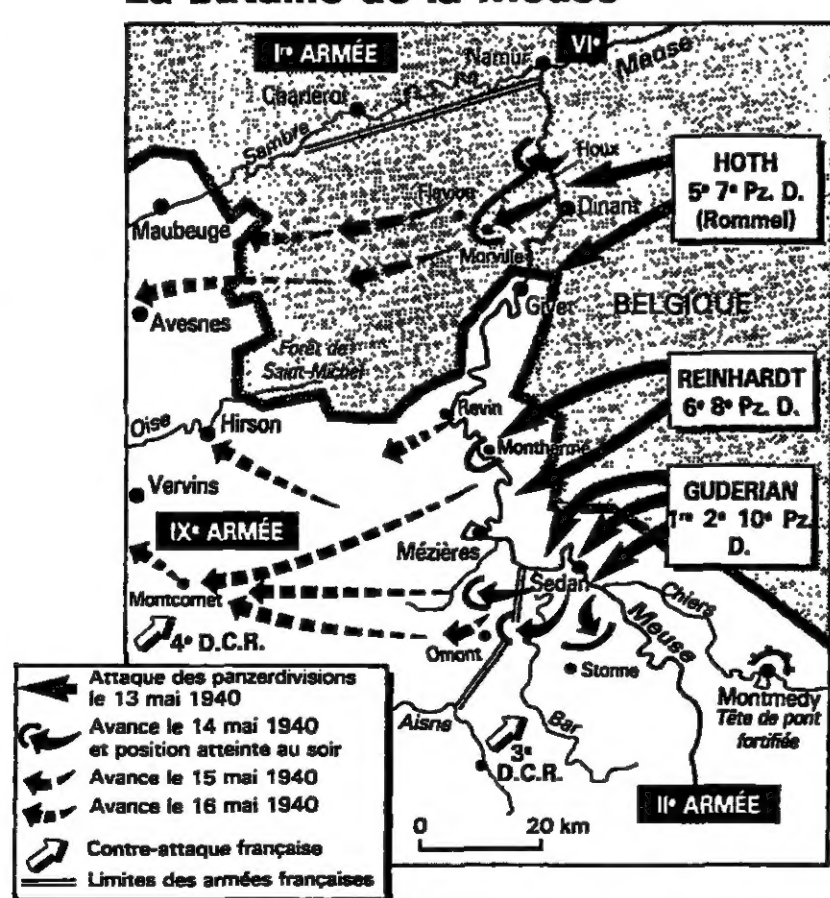 La bataille de la Meuse
Iʳᵉ ARMÉE
Namur
VIᵉ
Meuse
Charleroi
Sambre
Houx
HOTH
5ᵉ 7ᵉ Pz. D.
(Rommel)
Flavion
Dinant
Maubeuge
Morville
Givet
BELGIQUE
Avesnes
Forêt de
Saint-Michel
REINHARDT
6ᵉ 8ᵉ Pz. D.
Revin
Oise
Hirson
Monthermé
Vervins
GUDERIAN
1ʳᵉ 2ᵉ 10ᵉ Pz.
D.
IXᵉ ARMÉE
Mézières
Sedan
Montcornet
Chiers
Meuse
4ᵉ D.C.R.
Omont
Stonne
Montmedy
Tête de pont
fortifiée
Aisne
Bar
3ᵉ
D.C.R.
IIᵉ ARMÉE
0 20 km
Attaque des panzerdivisions
le 13 mai 1940
Avance le 14 mai 1940
et position atteinte au soir
Avance le 15 mai 1940
Avance le 16 mai 1940
Contre-attaque française
Limites des armées françaises